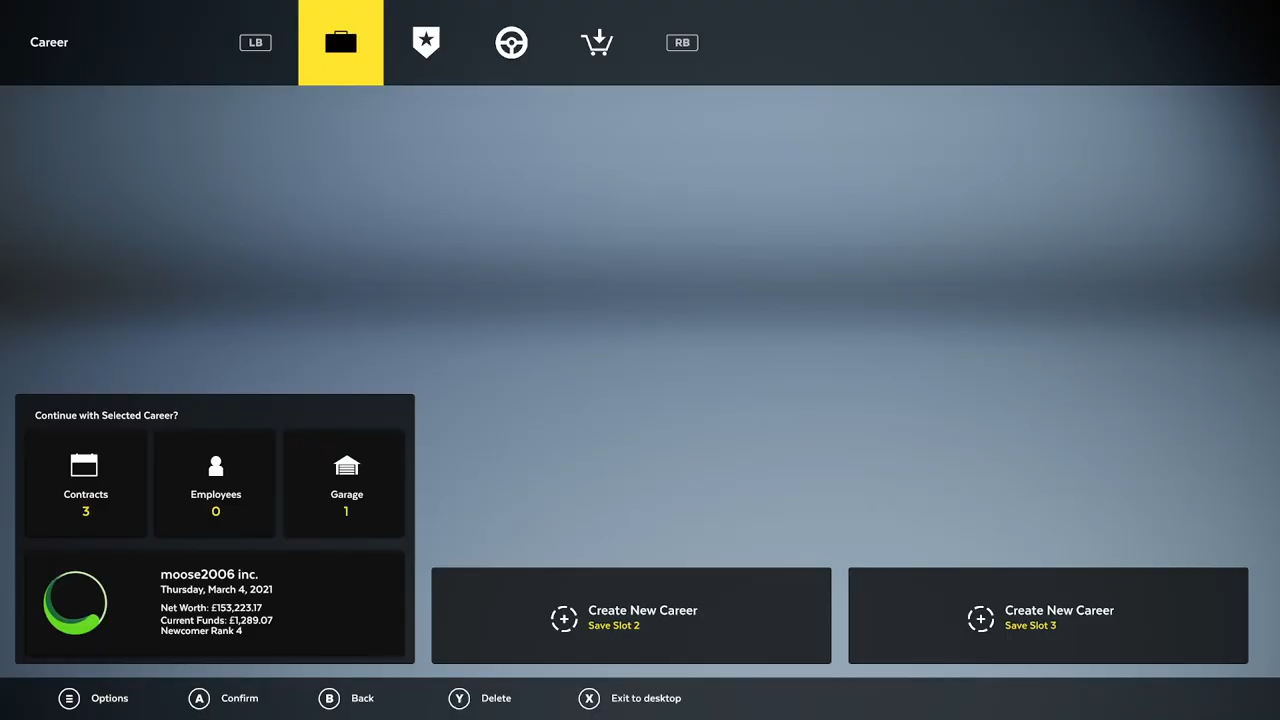 Career
LB
RB
Continue with Selected Career?
Contracts
3
Employees
0
Garage
1
moose2006 inc.
Thursday, March 4, 2021
Net Worth: £153,223.17
Current Funds: £1,289.07
Newcomer Rank 4
Create New Career
Save Slot 2
Create New Career
Save Slot 3
Options
A Confirm
B Back
Y Delete
X Exit to desktop